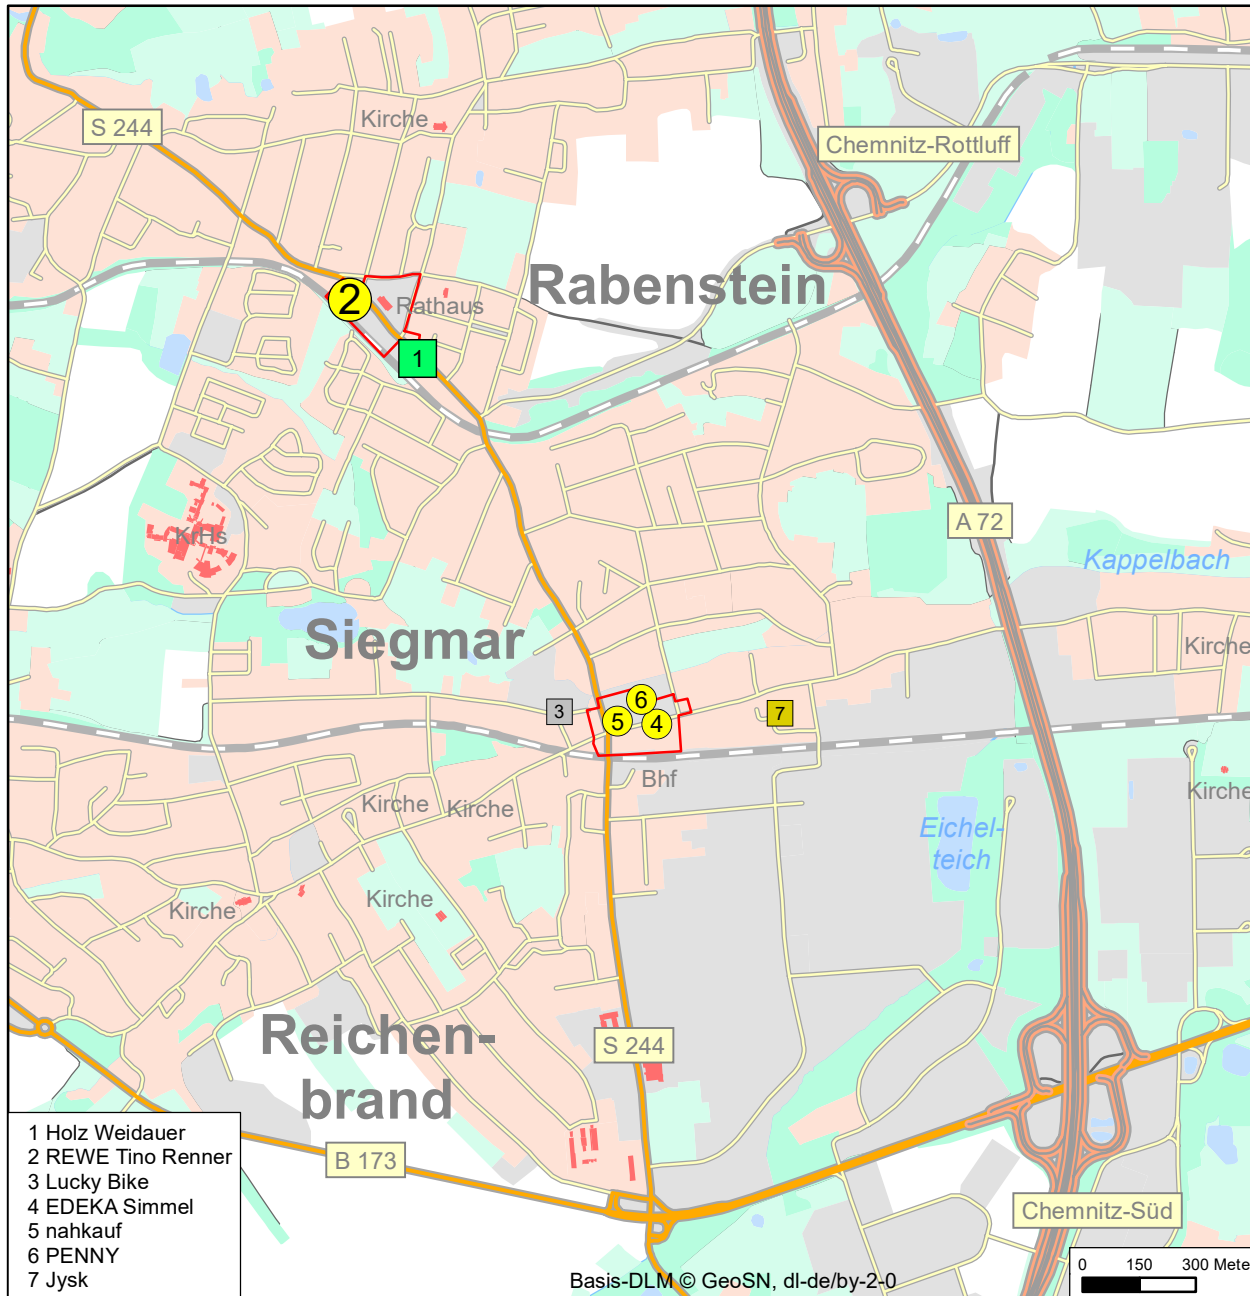 S 244
Kirche
Chemnitz-Rottluff
Rabenstein
2
Rathaus
1
A 72
KrHs
Kappelbach
Siegmar
Kirche
6
3
5
4
7
Bhf
Kirche
Kirche
Kirche
Eichel-
teich
Kirche
Kirche
Reichen-
brand
S 244
B 173
1 Holz Weidauer
2 REWE Tino Renner
3 Lucky Bike
4 EDEKA Simmel
5 nahkauf
6 PENNY
7 Jysk
Chemnitz-Süd
Basis-DLM © GeoSN, dl-de/by-2-0
0 150 300 Mete